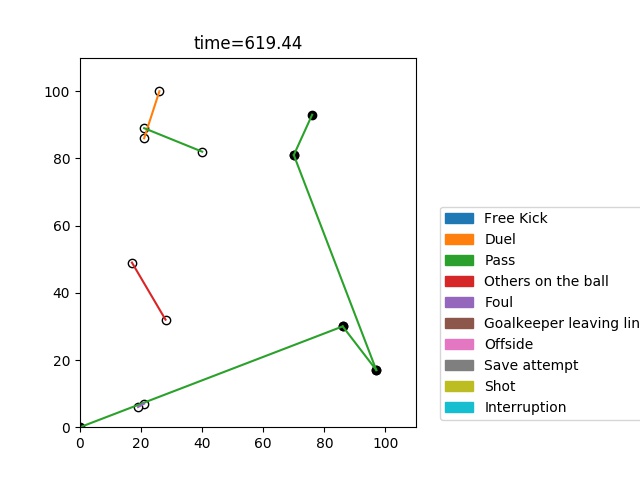 time=619.44
100
80
60
40
20
0
0
20
40
60
80
100
Free Kick
Duel
Pass
Others on the ball
Foul
Goalkeeper leaving lin
Offside
Save attempt
Shot
Interruption